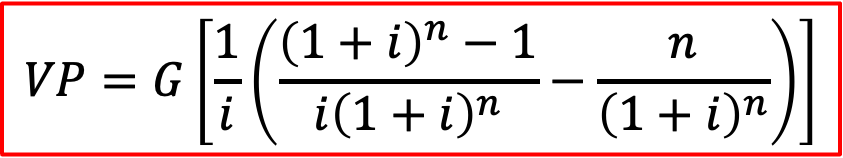 VP = G [ 1/i ( ((1 + i)^n − 1) / (i(1 + i)^n) − n / (1 + i)^n ) ]